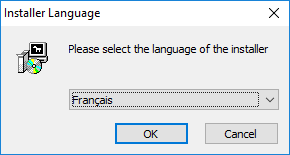 Installer Language
Please select the language of the installer
Français
OK
Cancel